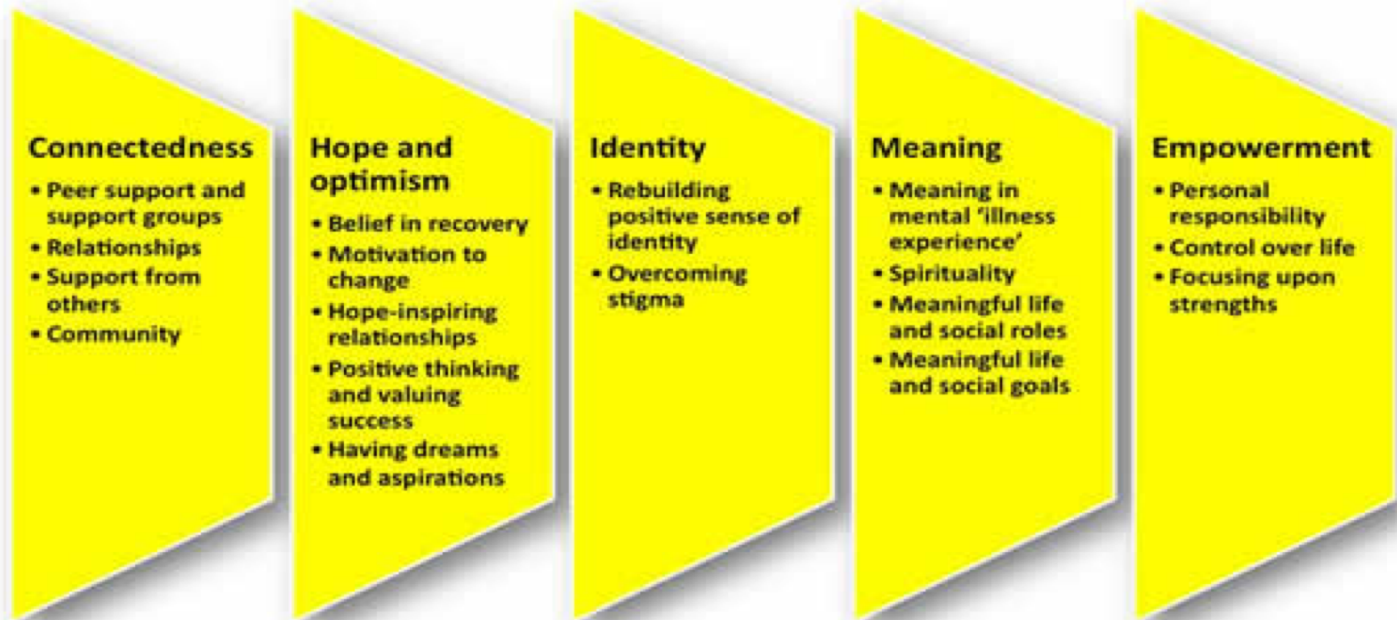 Connectedness
• Peer support and
support groups
• Relationships
• Support from
others
• Community
Hope and
optimism
• Belief in recovery
• Motivation to
change
• Hope-inspiring
relationships
• Positive thinking
and valuing
success
• Having dreams
and aspirations
Identity
• Rebuilding
positive sense of
identity
• Overcoming
stigma
Meaning
• Meaning in
mental ‘illness
experience’
• Spirituality
• Meaningful life
and social roles
• Meaningful life
and social goals
Empowerment
• Personal
responsibility
• Control over life
• Focusing upon
strengths